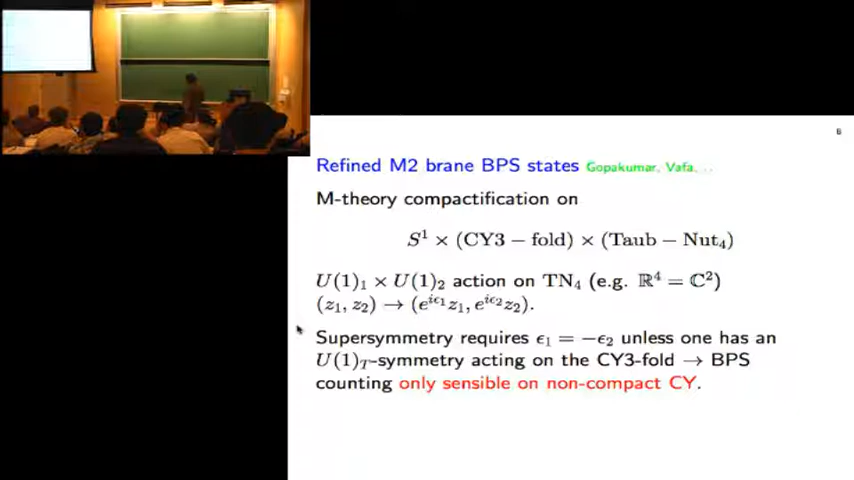 6
Refined M2 brane BPS states Gopakumar, Vafa, ...
M-theory compactification on
S¹ × (CY3 − fold) × (Taub − Nut₄)
U(1)₁ × U(1)₂ action on TN₄ (e.g. ℝ⁴ = ℂ²)
(z₁, z₂) → (e^{iϵ₁}z₁, e^{iϵ₂}z₂).
Supersymmetry requires ϵ₁ = −ϵ₂ unless one has an
U(1)_T-symmetry acting on the CY3-fold → BPS
counting only sensible on non-compact CY.